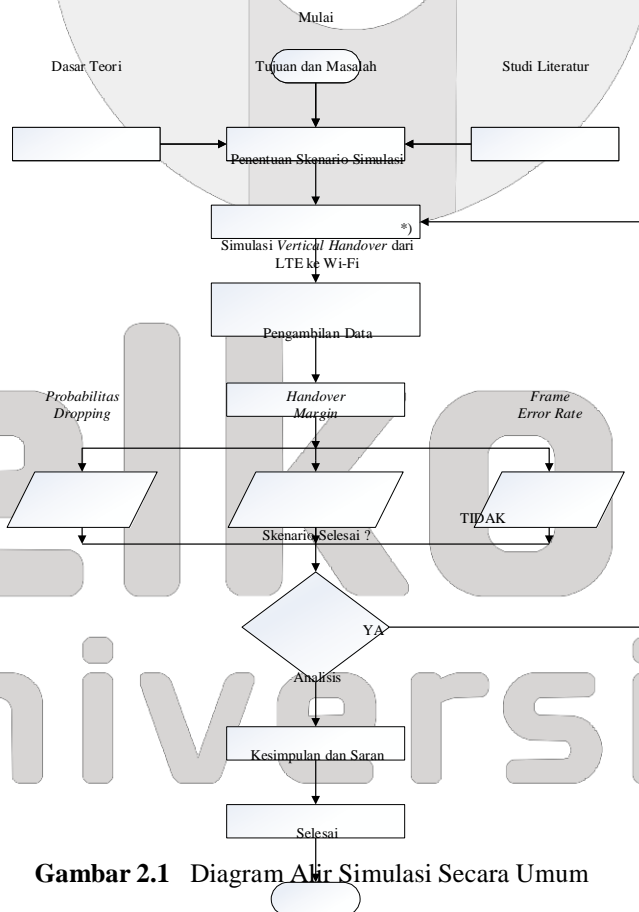 Mulai
Dasar Teori
Tujuan dan Masalah
Studi Literatur
Penentuan Skenario Simulasi
*)
Simulasi Vertical Handover dari
LTE ke Wi-Fi
Pengambilan Data
Probabilitas
Dropping
Handover
Margin
Frame
Error Rate
TIDAK
Skenario Selesai ?
YA
Analisis
Kesimpulan dan Saran
Selesai
Gambar 2.1 Diagram Alir Simulasi Secara Umum
elko
niversi